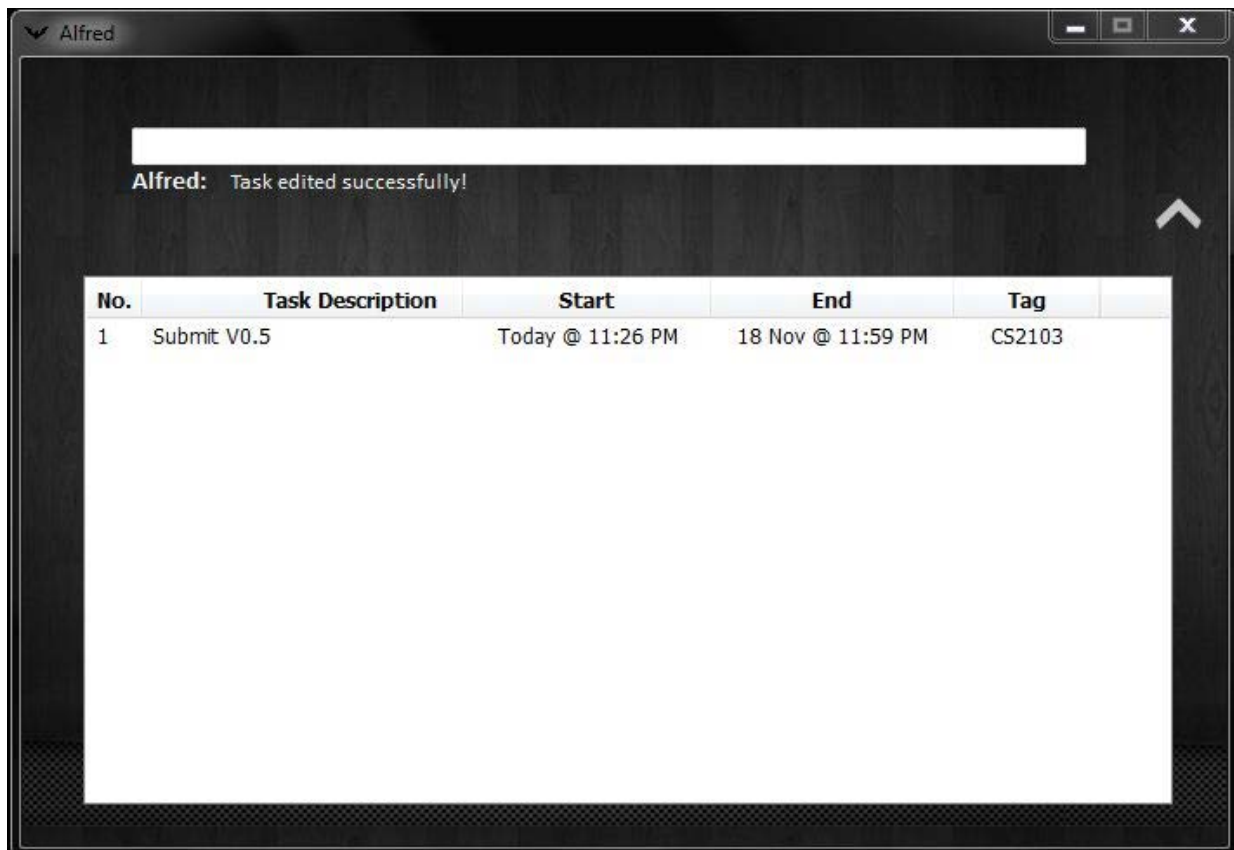 Alfred
Alfred: Task edited successfully!
No. Task Description Start End Tag
1 Submit V0.5 Today @ 11:26 PM 18 Nov @ 11:59 PM CS2103